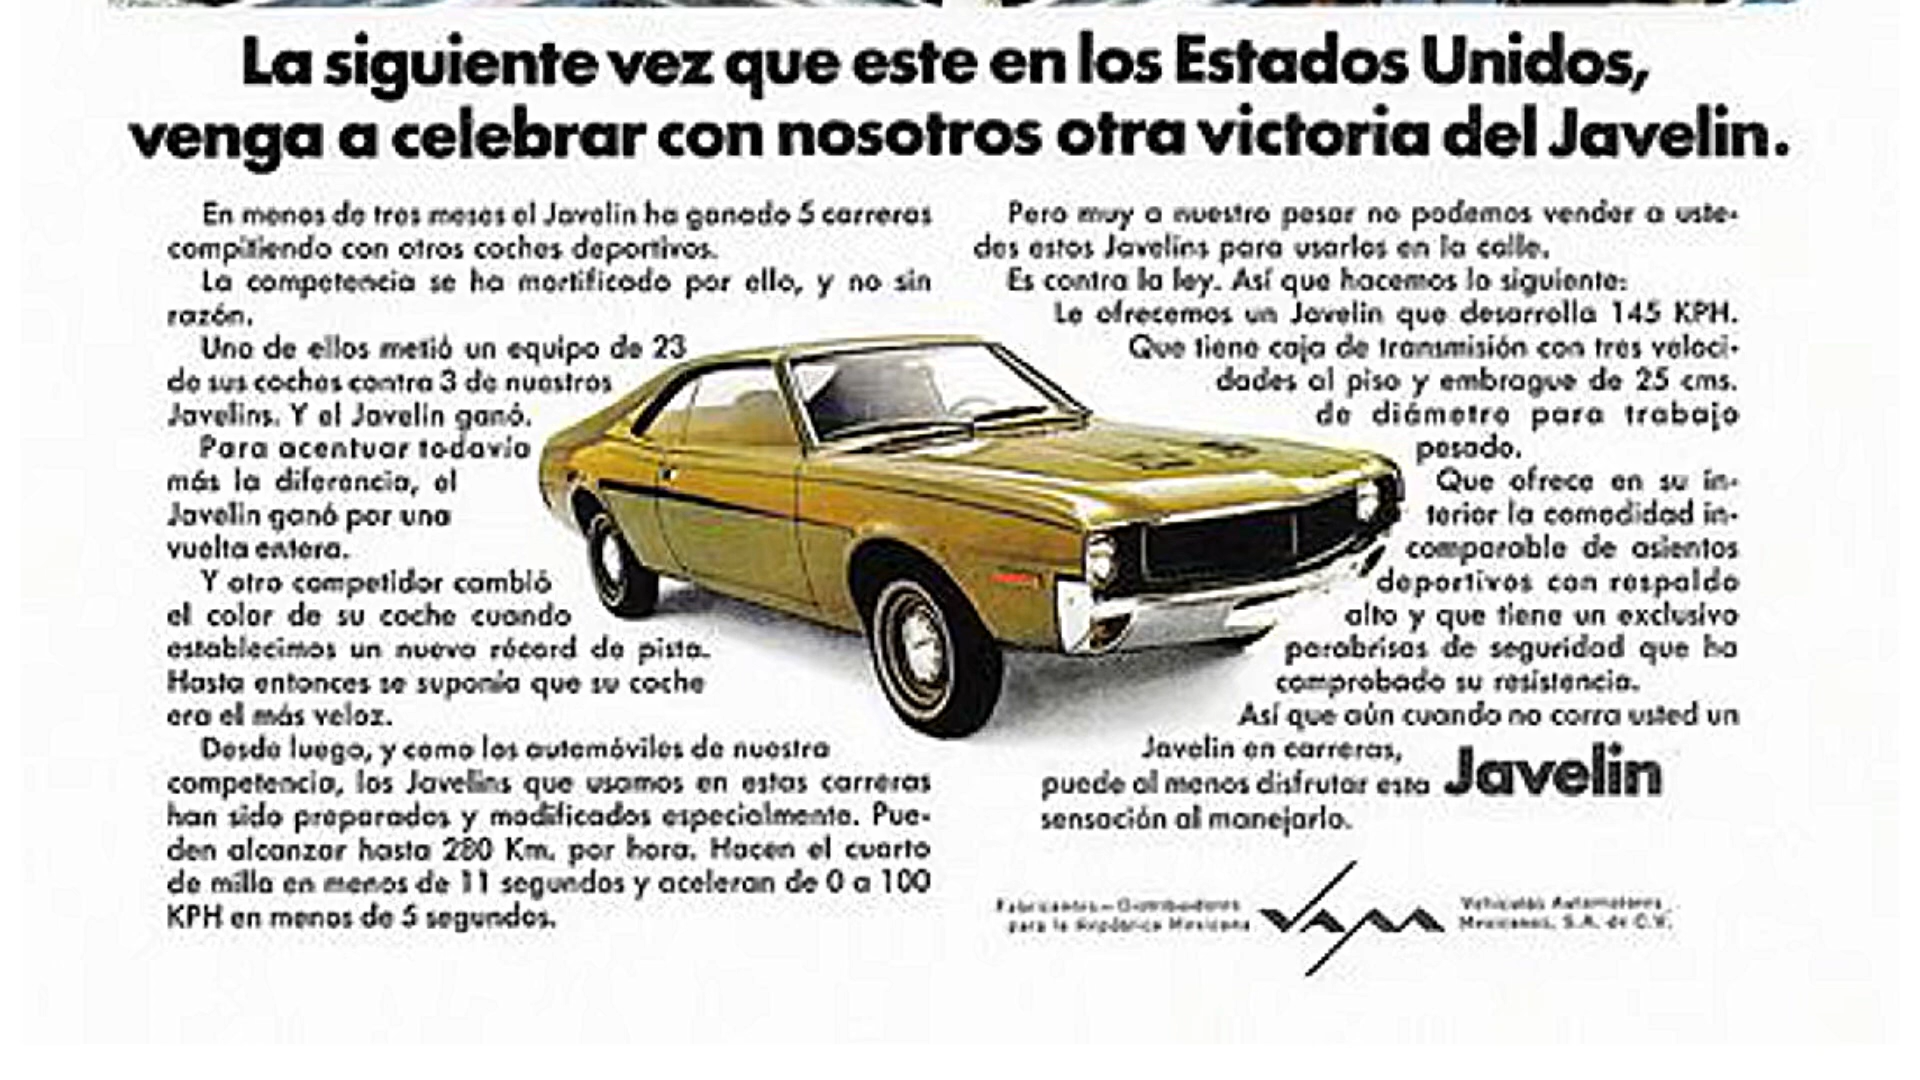 La siguiente vez que este en los Estados Unidos,
venga a celebrar con nosotros otra victoria del Javelin.
En menos de tres meses el Javelin ha ganado 5 carreras
compitiendo con otros coches deportivos.
La competencia se ha mortificado por ello, y no sin
razón.
Uno de ellos metió un equipo de 23
de sus coches contra 3 de nuestros
Javelins. Y el Javelin ganó.
Para acentuar todavía
más la diferencia, el
Javelin ganó por una
vuelta entera.
Y otro competidor cambió
el color de su coche cuando
establecimos un nuevo récord de pista.
Hasta entonces se suponía que su coche
era el más veloz.
Desde luego, y como los automóviles de nuestra
competencia, los Javelins que usamos en estas carreras
han sido preparados y modificados especialmente. Pue-
den alcanzar hasta 280 Km. por hora. Hacen el cuarto
de milla en menos de 11 segundos y aceleran de 0 a 100
KPH en menos de 5 segundos.
Pero muy a nuestro pesar no podemos vender a uste-
des estos Javelins para usarlos en la calle.
Es contra la ley. Así que hacemos lo siguiente:
Le ofrecemos un Javelin que desarrolla 145 KPH.
Que tiene caja de transmisión con tres veloci-
dades al piso y embrague de 25 cms.
de diámetro para trabajo
pesado.
Que ofrece en su in-
terior la comodidad in-
comparable de asientos
deportivos con respaldo
alto y que tiene un exclusivo
parabrisas de seguridad que ha
comprobado su resistencia.
Así que aún cuando no corra usted un
Javelin en carreras,
puede al menos disfrutar esta
sensación al manejarlo.
Javelin
Fabricantes-Distribuidores
para la República Mexicana
VAM
Vehículos Automotores
Mexicanos, S.A. de C.V.